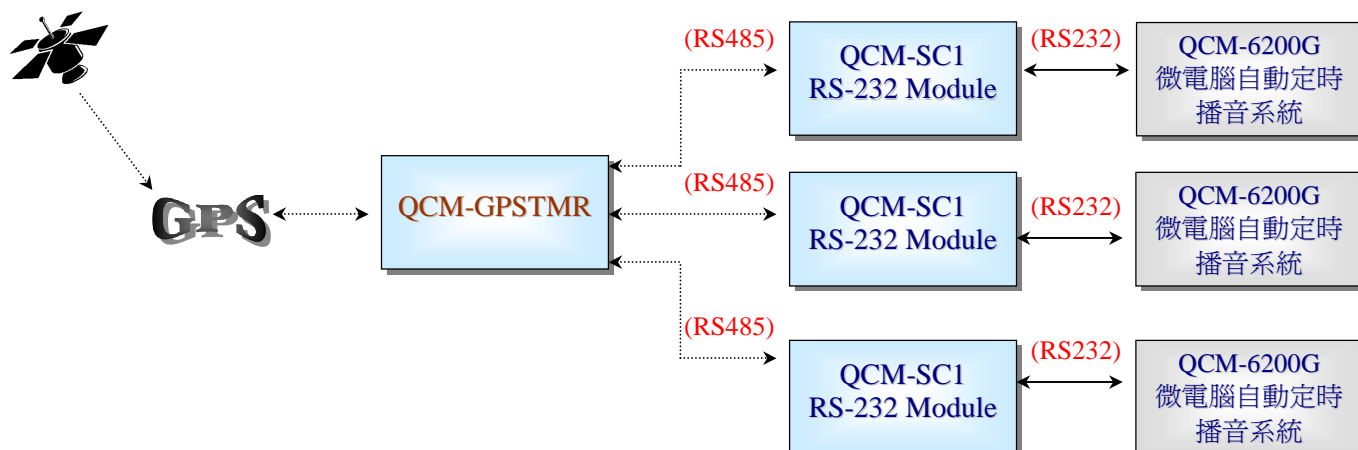 GPS
QCM-GPSTMR
(RS485)
QCM-SC1
RS-232 Module
(RS232)
QCM-6200G
微電腦自動定時
播音系統
(RS485)
QCM-SC1
RS-232 Module
(RS232)
QCM-6200G
微電腦自動定時
播音系統
(RS485)
QCM-SC1
RS-232 Module
(RS232)
QCM-6200G
微電腦自動定時
播音系統